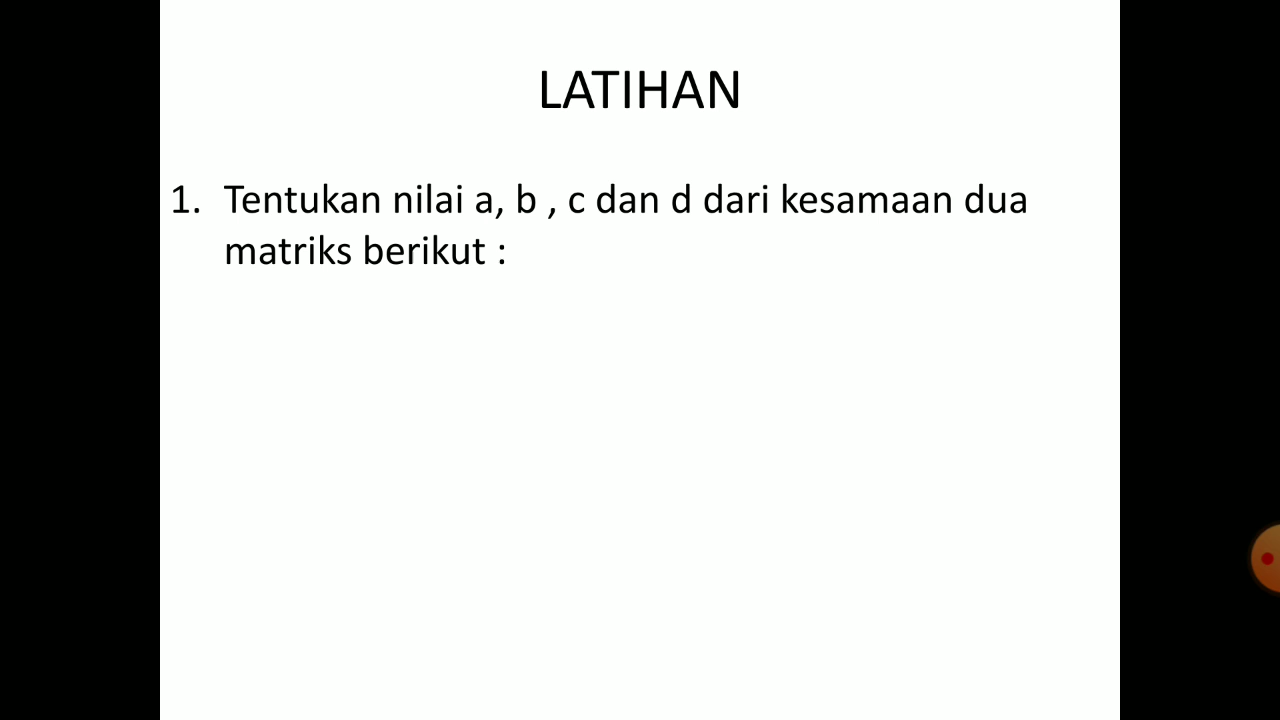 LATIHAN
1. Tentukan nilai a, b , c dan d dari kesamaan dua
matriks berikut :